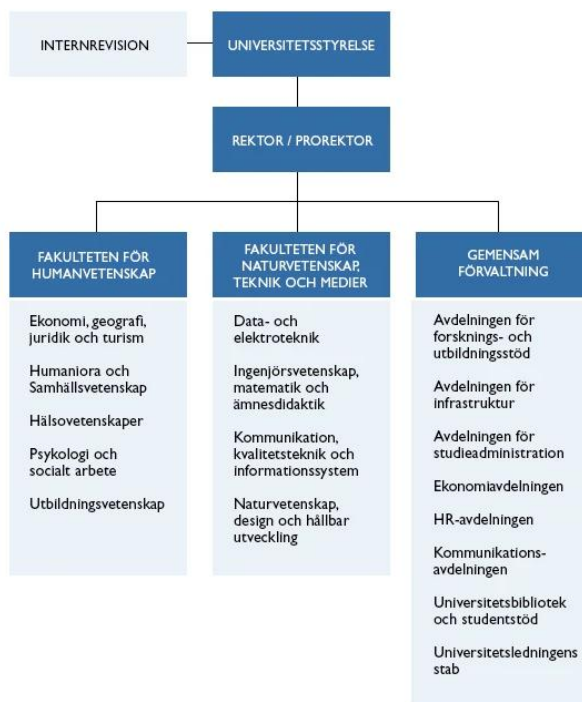 INTERNREVISION
UNIVERSITETSSTYRELSE
REKTOR / PROREKTOR
FAKULTETEN FÖR
HUMANVETENSKAP
Ekonomi, geografi,
juridik och turism
Humaniora och
Samhällsvetenskap
Hälsovetenskaper
Psykologi och
socialt arbete
Utbildningsvetenskap
FAKULTETEN FÖR
NATURVETENSKAP,
TEKNIK OCH MEDIER
Data- och
elektroteknik
Ingenjörsvetenskap,
matematik och
ämnesdidaktik
Kommunikation,
kvalitetsteknik och
informationssystem
Naturvetenskap,
design och hållbar
utveckling
GEMENSAM
FÖRVALTNING
Avdelningen för
forsknings- och
utbildningsstöd
Avdelningen för
infrastruktur
Avdelningen för
studieadministration
Ekonomiavdelningen
HR-avdelningen
Kommunikations-
avdelningen
Universitetsbibliotek
och studentstöd
Universitetsledningens
stab